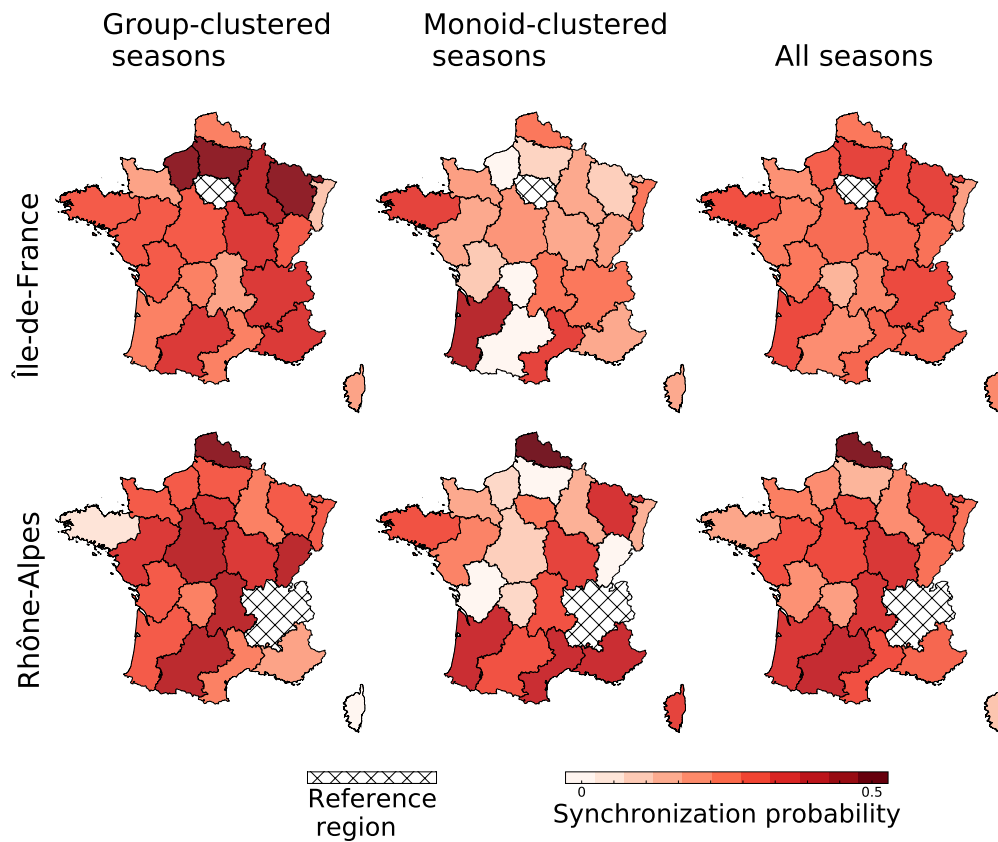 Group-clustered
seasons
Monoid-clustered
seasons
All seasons
Île-de-France
Rhône-Alpes
Reference
region
0
0.5
Synchronization probability